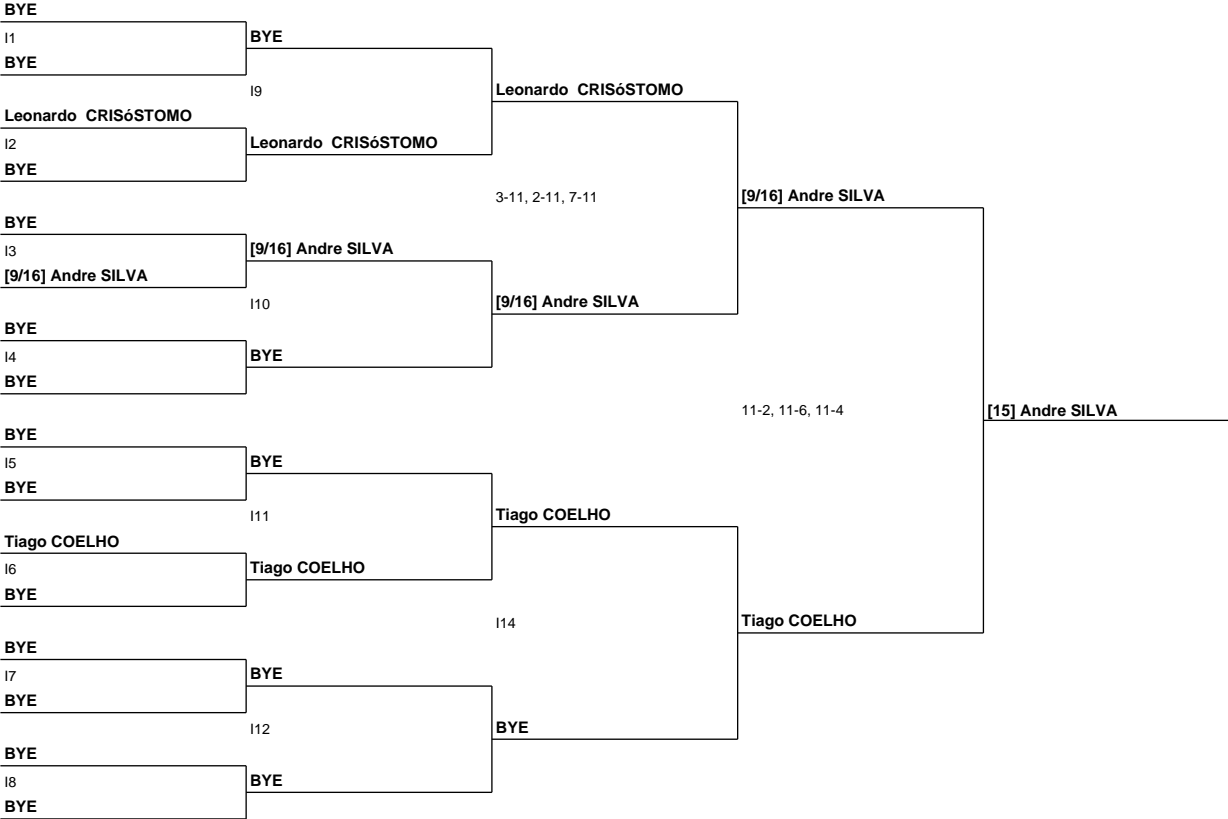 BYE
I1
BYE
Leonardo  CRISóSTOMO
I2
BYE
BYE
I3
[9/16] Andre SILVA
BYE
I4
BYE
BYE
I5
BYE
Tiago COELHO
I6
BYE
BYE
I7
BYE
BYE
I8
BYE
BYE
I9
Leonardo  CRISóSTOMO
[9/16] Andre SILVA
I10
BYE
BYE
I11
Tiago COELHO
BYE
I12
BYE
Leonardo  CRISóSTOMO
3-11, 2-11, 7-11
[9/16] Andre SILVA
Tiago COELHO
I14
BYE
[9/16] Andre SILVA
11-2, 11-6, 11-4
Tiago COELHO
[15] Andre SILVA